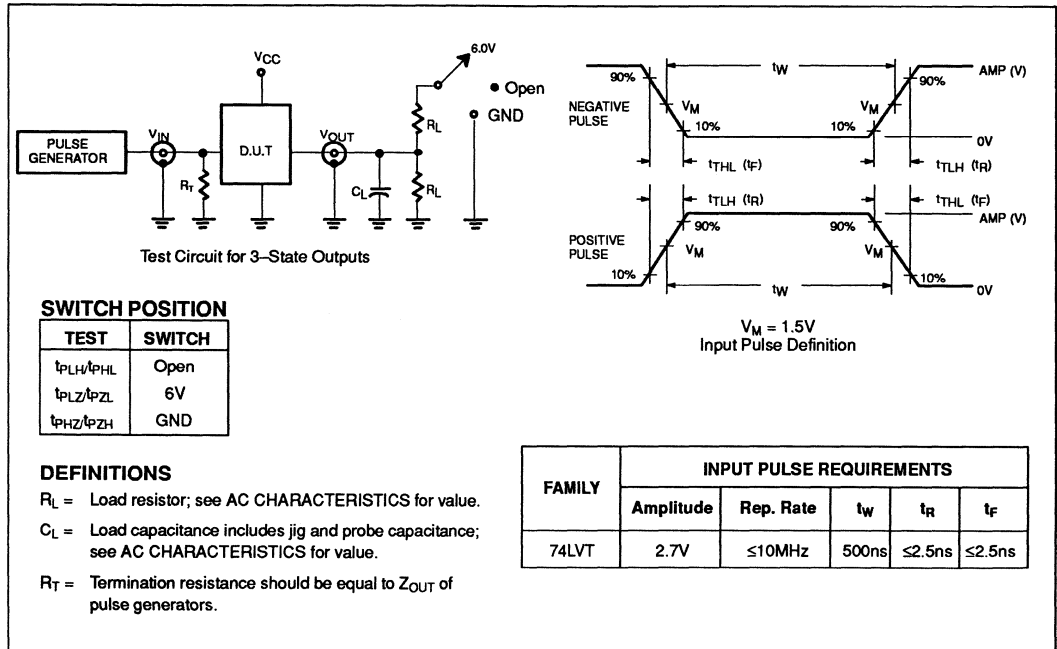 VCC
6.0V
Open
GND
RL
PULSE
GENERATOR
VIN
D.U.T
VOUT
RT
CL
RL
Test Circuit for 3–State Outputs
tW
AMP (V)
90%
90%
NEGATIVE
PULSE
VM
VM
10%
10%
0V
tTHL (tF)
tTLH (tR)
tTLH (tR)
tTHL (tF)
AMP (V)
90%
90%
POSITIVE
PULSE
VM
VM
10%
10%
tW
0V
VM = 1.5V
Input Pulse Definition
SWITCH POSITION
TEST SWITCH
tPLH/tPHL Open
tPLZ/tPZL 6V
tPHZ/tPZH GND
DEFINITIONS
RL = Load resistor; see AC CHARACTERISTICS for value.
CL = Load capacitance includes jig and probe capacitance;
see AC CHARACTERISTICS for value.
RT = Termination resistance should be equal to ZOUT of
pulse generators.
FAMILY INPUT PULSE REQUIREMENTS
Amplitude Rep. Rate tW tR tF
74LVT 2.7V ≤10MHz 500ns ≤2.5ns ≤2.5ns